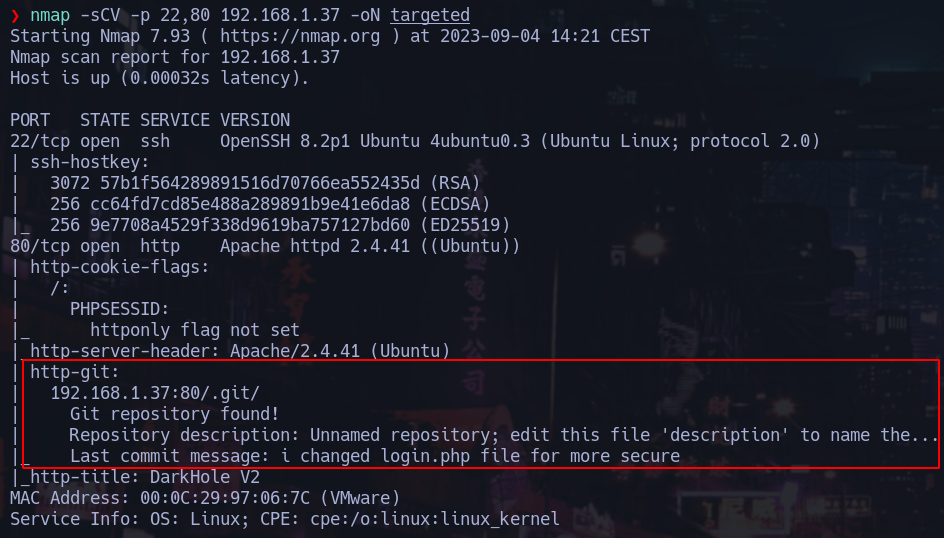 ❯ nmap -sCV -p 22,80 192.168.1.37 -oN targeted
Starting Nmap 7.93 ( https://nmap.org ) at 2023-09-04 14:21 CEST
Nmap scan report for 192.168.1.37
Host is up (0.00032s latency).
PORT   STATE SERVICE VERSION
22/tcp open  ssh     OpenSSH 8.2p1 Ubuntu 4ubuntu0.3 (Ubuntu Linux; protocol 2.0)
| ssh-hostkey:
|   3072 57b1f564289891516d70766ea552435d (RSA)
|   256 cc64fd7cd85e488a289891b9e41e6da8 (ECDSA)
|_  256 9e7708a4529f338d9619ba757127bd60 (ED25519)
80/tcp open  http    Apache httpd 2.4.41 ((Ubuntu))
| http-cookie-flags:
|   /:
|     PHPSESSID:
|_      httponly flag not set
|_http-server-header: Apache/2.4.41 (Ubuntu)
| http-git:
|   192.168.1.37:80/.git/
|     Git repository found!
|     Repository description: Unnamed repository; edit this file 'description' to name the...
|_    Last commit message: i changed login.php file for more secure
|_http-title: DarkHole V2
MAC Address: 00:0C:29:97:06:7C (VMware)
Service Info: OS: Linux; CPE: cpe:/o:linux:linux_kernel
電子公司